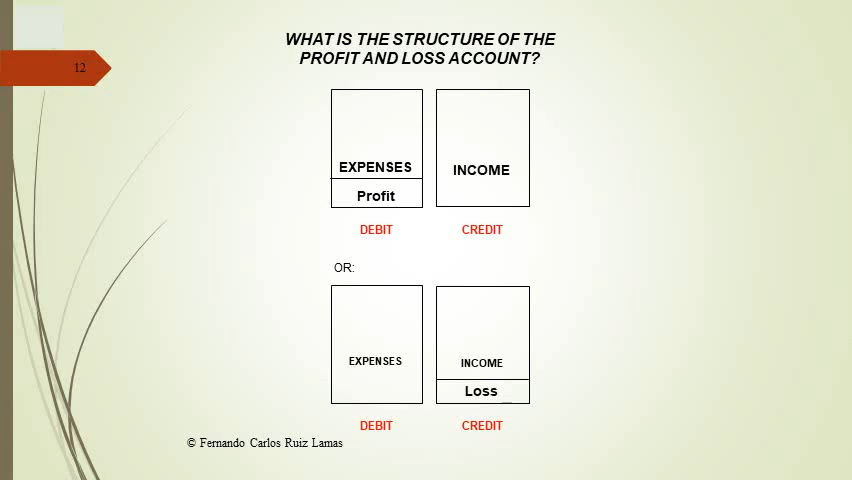 WHAT IS THE STRUCTURE OF THE
PROFIT AND LOSS ACCOUNT?
12
EXPENSES
INCOME
Profit
DEBIT
CREDIT
OR:
EXPENSES
INCOME
Loss
DEBIT
CREDIT
© Fernando Carlos Ruiz Lamas